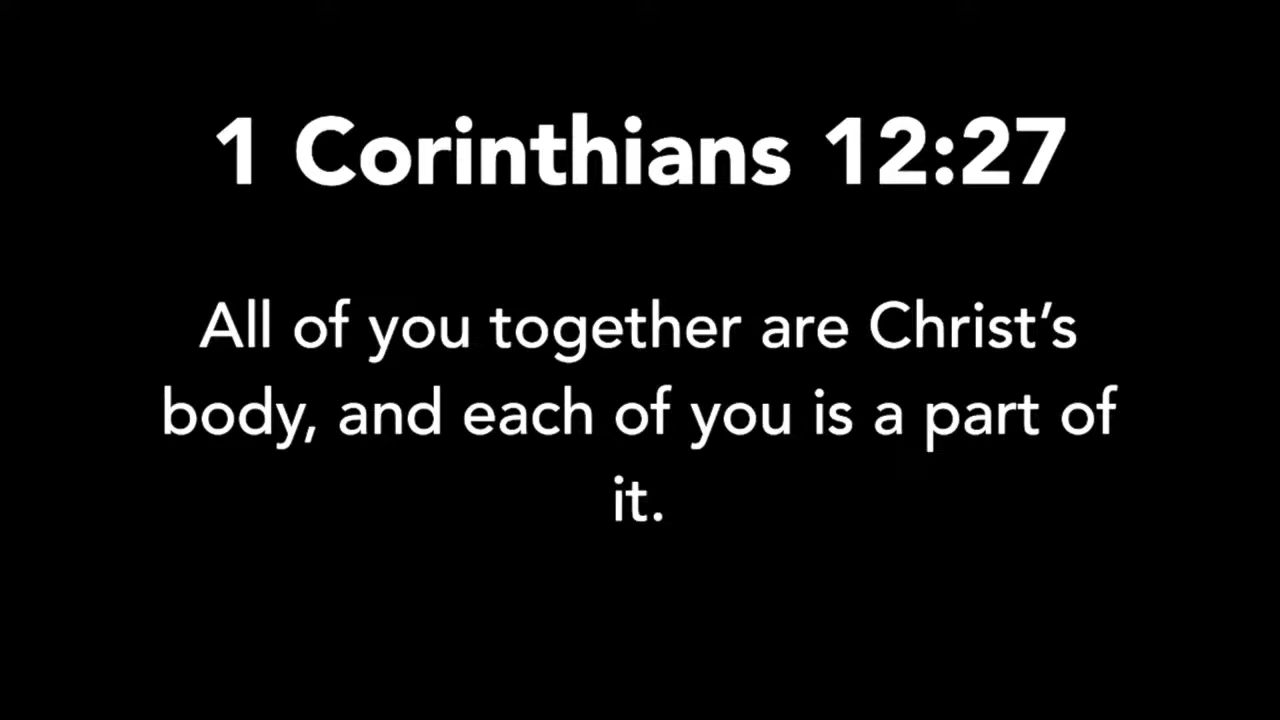 1 Corinthians 12:27
All of you together are Christ’s
body, and each of you is a part of
it.